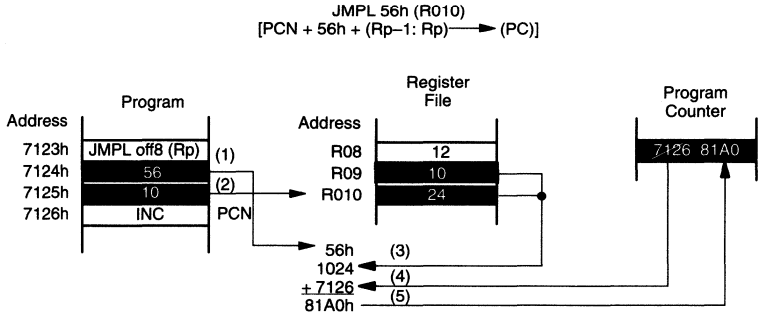 JMPL 56h (R010)
[PCN + 56h + (Rp–1: Rp) (PC)]
Program
Register
File
Program
Counter
Address
Address
7123h JMPL off8 (Rp)
(1)
7124h 56
(2)
7125h 10
7126h INC PCN
R08 12
R09 10
R010 24
7126 81A0
56h (3)
1024
(4)
+ 7126
(5)
81A0h